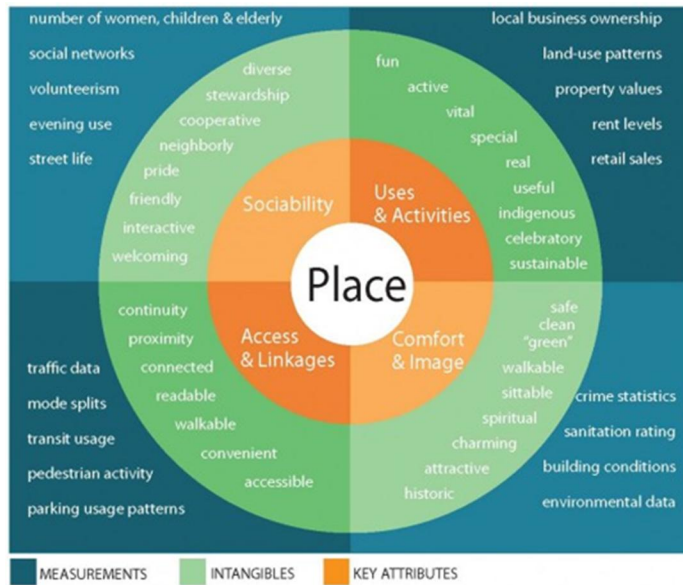 number of women, children & elderly
social networks
volunteerism
evening use
street life
local business ownership
land-use patterns
property values
rent levels
retail sales
diverse
stewardship
cooperative
neighborly
pride
friendly
interactive
welcoming
fun
active
vital
special
real
useful
indigenous
celebratory
sustainable
Sociability
Uses
& Activities
Place
Access
& Linkages
Comfort
& Image
continuity
proximity
connected
readable
walkable
convenient
accessible
safe
clean
"green"
walkable
sittable
spiritual
charming
attractive
historic
traffic data
mode splits
transit usage
pedestrian activity
parking usage patterns
crime statistics
sanitation rating
building conditions
environmental data
MEASUREMENTS
INTANGIBLES
KEY ATTRIBUTES